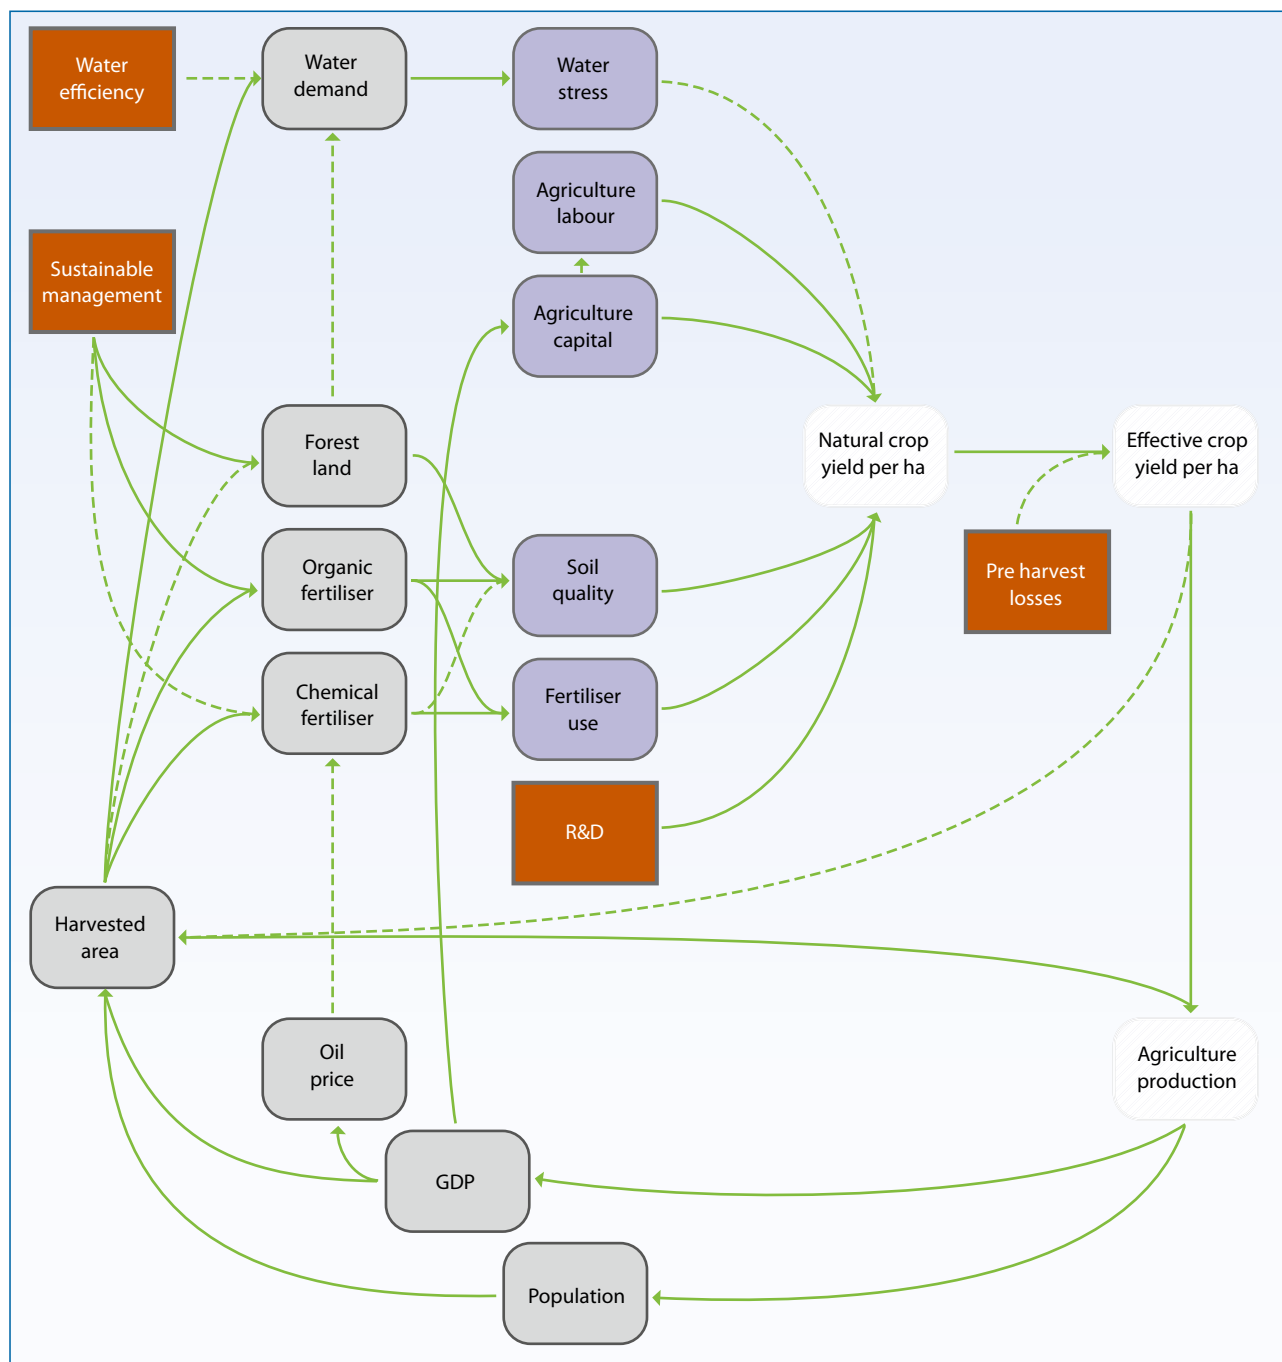 Water
efficiency
Water
demand
Water
stress
Agriculture
labour
Sustainable
management
Agriculture
capital
Forest
land
Natural crop
yield per ha
Effective crop
yield per ha
Organic
fertiliser
Soil
quality
Pre harvest
losses
Chemical
fertiliser
Fertiliser
use
R&D
Harvested
area
Oil
price
Agriculture
production
GDP
Population